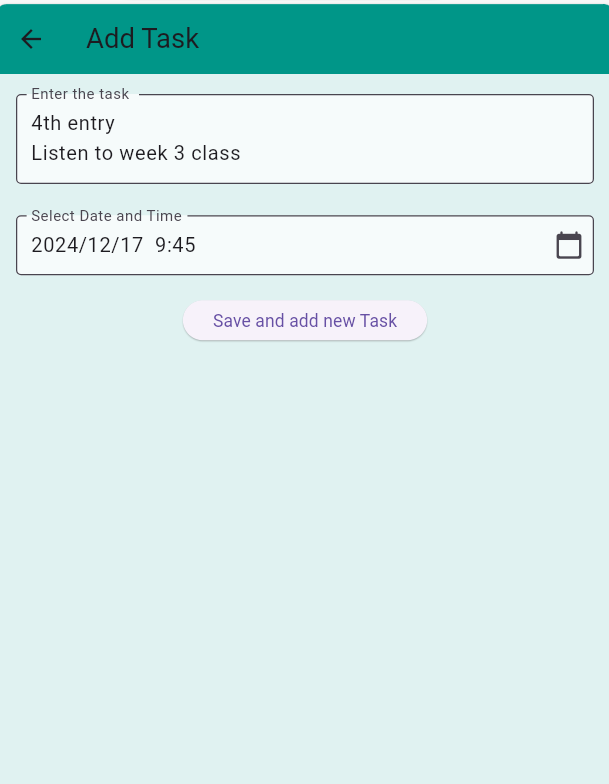 Add Task
Enter the task
4th entry
Listen to week 3 class
Select Date and Time
2024/12/17  9:45
Save and add new Task